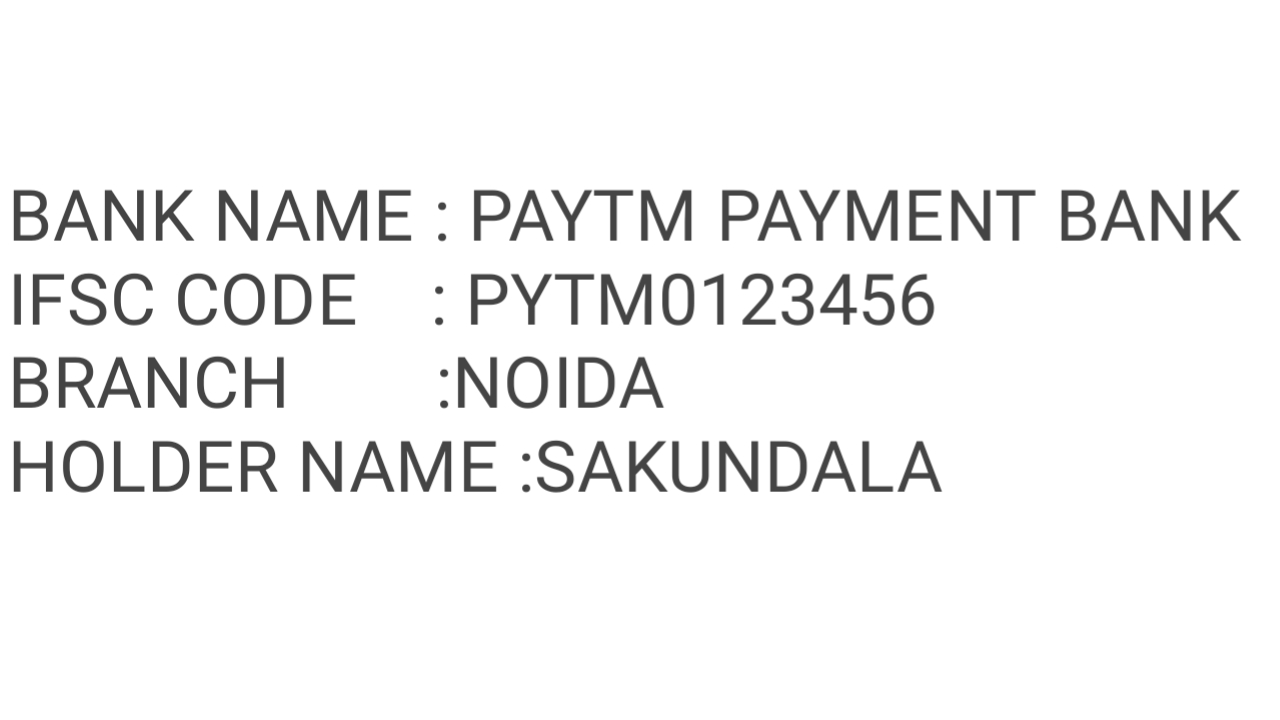 BANK NAME : PAYTM PAYMENT BANK
IFSC CODE : PYTM0123456
BRANCH :NOIDA
HOLDER NAME :SAKUNDALA